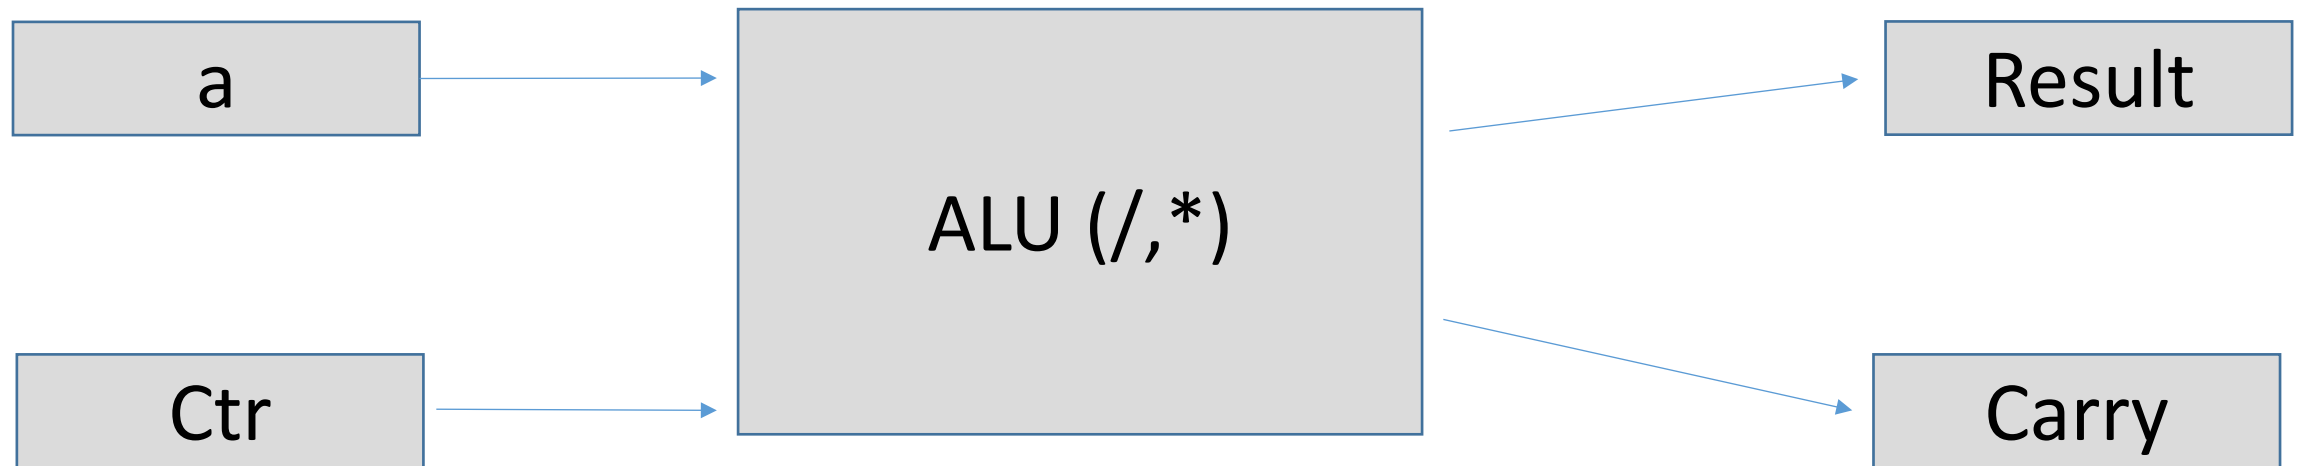 a
Result
ALU (/,*)
Ctr
Carry